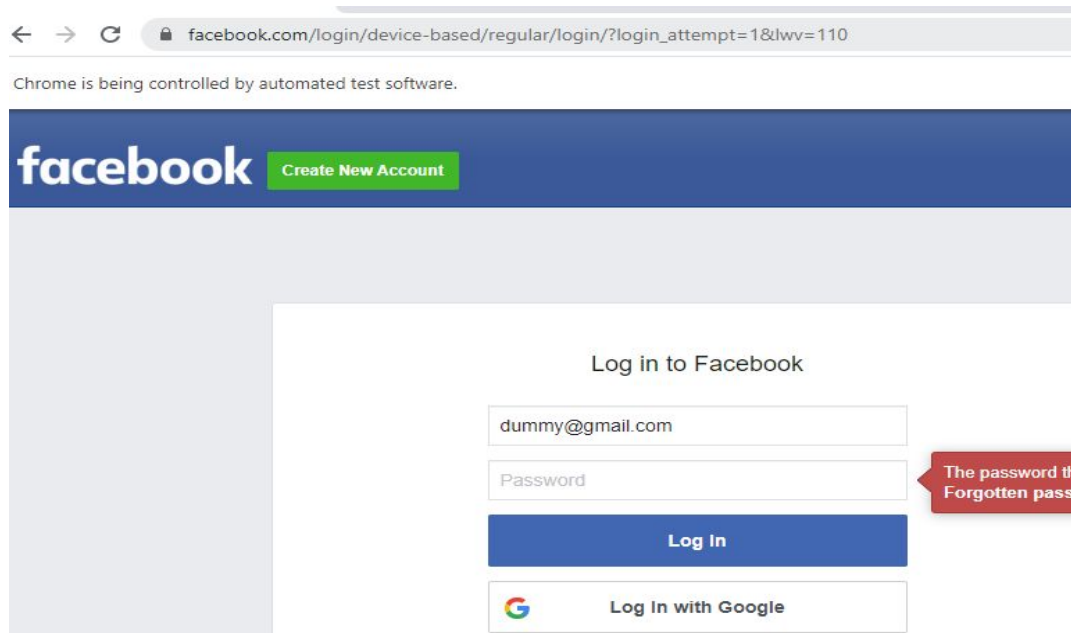 facebook.com/login/device-based/regular/login/?login_attempt=1&lwv=110
Chrome is being controlled by automated test software.
facebook Create New Account
Log in to Facebook
dummy@gmail.com
Password
The password
Forgotten
Log In
Log In with Google